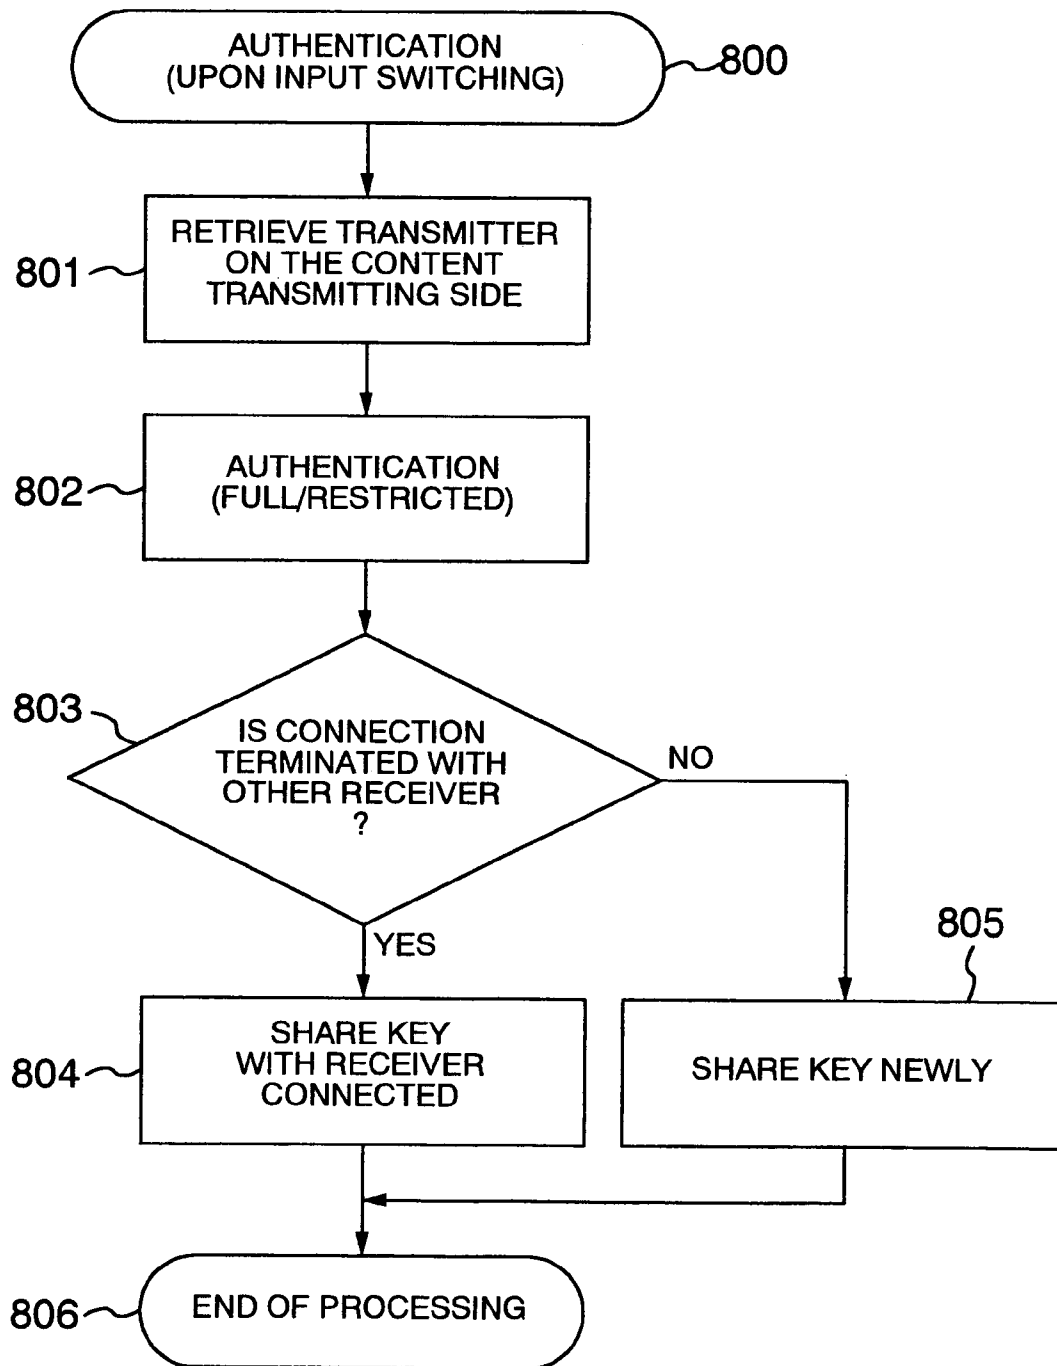 AUTHENTICATION
(UPON INPUT SWITCHING)
800
RETRIEVE TRANSMITTER
ON THE CONTENT
TRANSMITTING SIDE
801
AUTHENTICATION
(FULL/RESTRICTED)
802
803
IS CONNECTION
TERMINATED WITH
OTHER RECEIVER
?
NO
YES
805
SHARE KEY
WITH RECEIVER
CONNECTED
804
SHARE KEY NEWLY
END OF PROCESSING
806